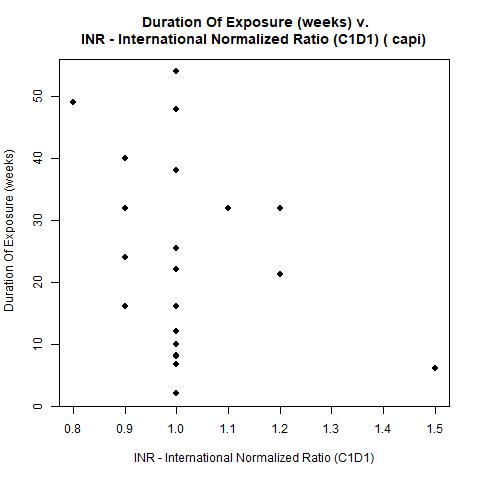 Duration Of Exposure (weeks) v.
INR - International Normalized Ratio (C1D1) ( capi)
Duration Of Exposure (weeks)
50
40
30
20
10
0
0.8 0.9 1.0 1.1 1.2 1.3 1.4 1.5
INR - International Normalized Ratio (C1D1)